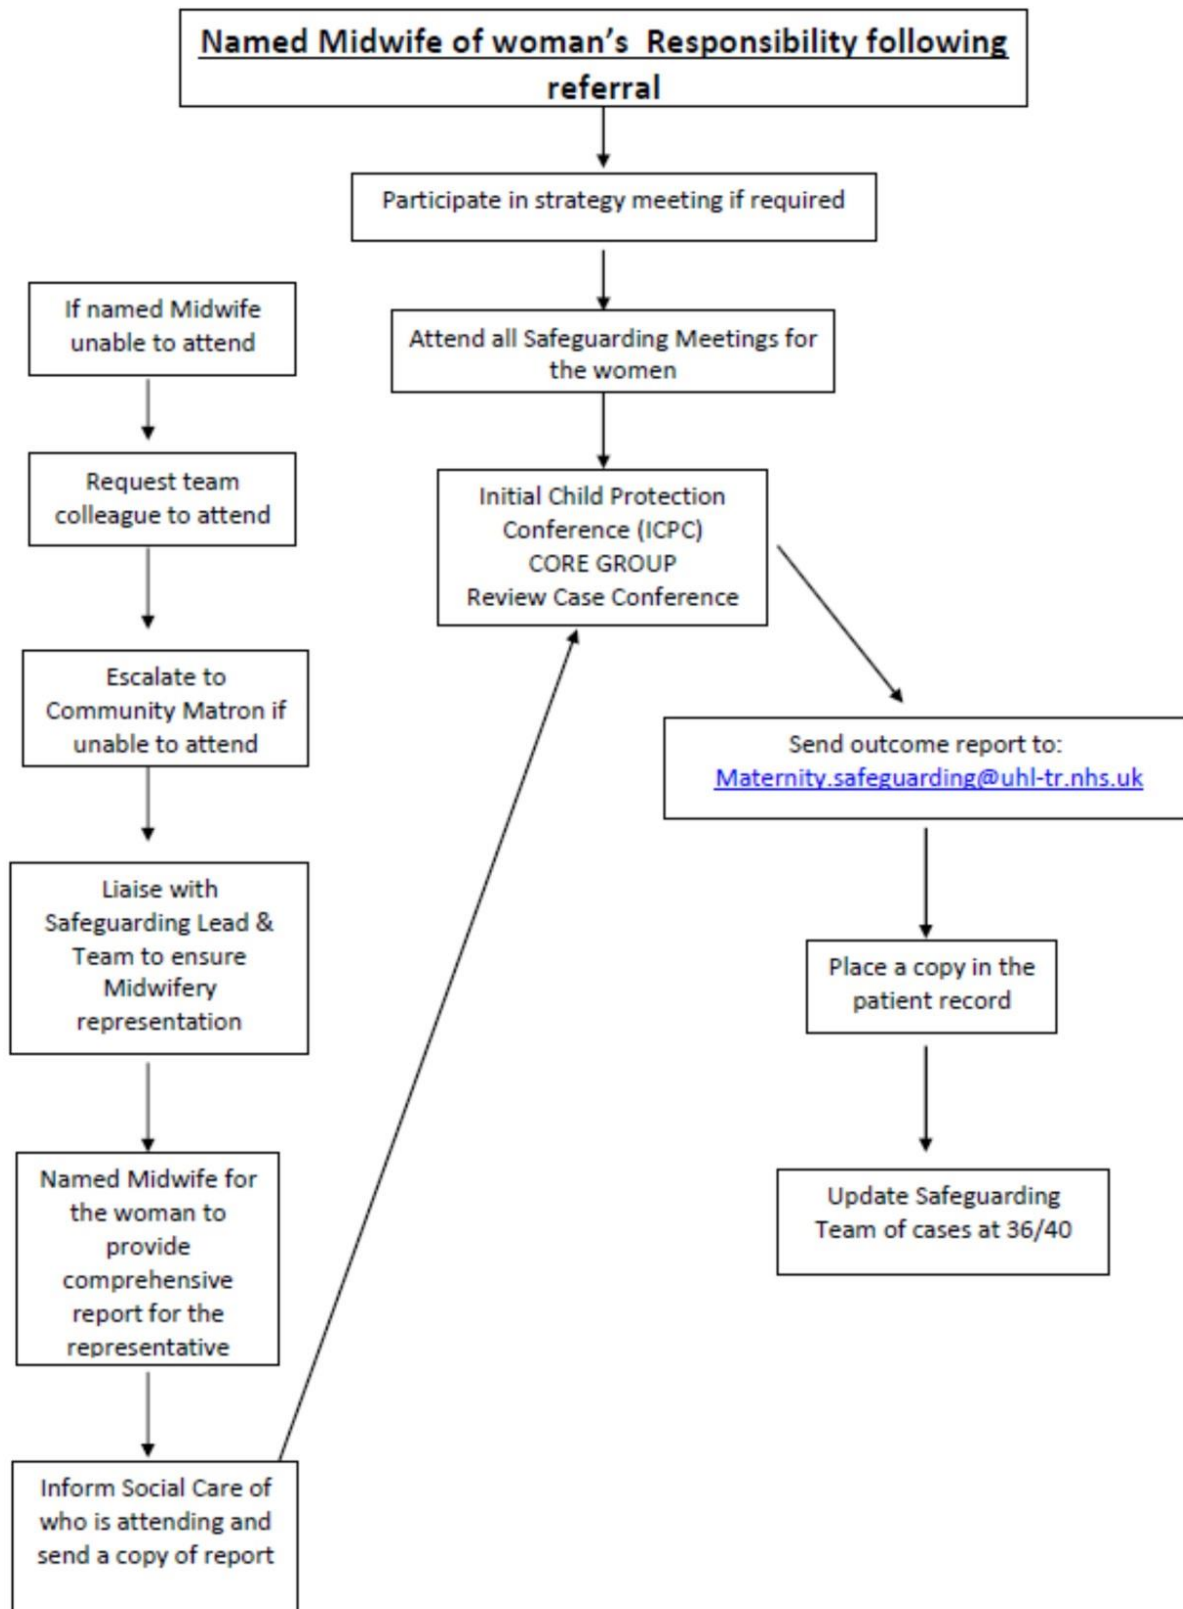 Named Midwife of woman's  Responsibility following
referral
Participate in strategy meeting if required
Attend all Safeguarding Meetings for
the women
Initial Child Protection
Conference (ICPC)
CORE GROUP
Review Case Conference
If named Midwife
unable to attend
Request team
colleague to attend
Escalate to
Community Matron if
unable to attend
Liaise with
Safeguarding Lead &
Team to ensure
Midwifery
representation
Named Midwife for
the woman to
provide
comprehensive
report for the
representative
Inform Social Care of
who is attending and
send a copy of report
Send outcome report to:
Maternity.safeguarding@uhl-tr.nhs.uk
Place a copy in the
patient record
Update Safeguarding
Team of cases at 36/40